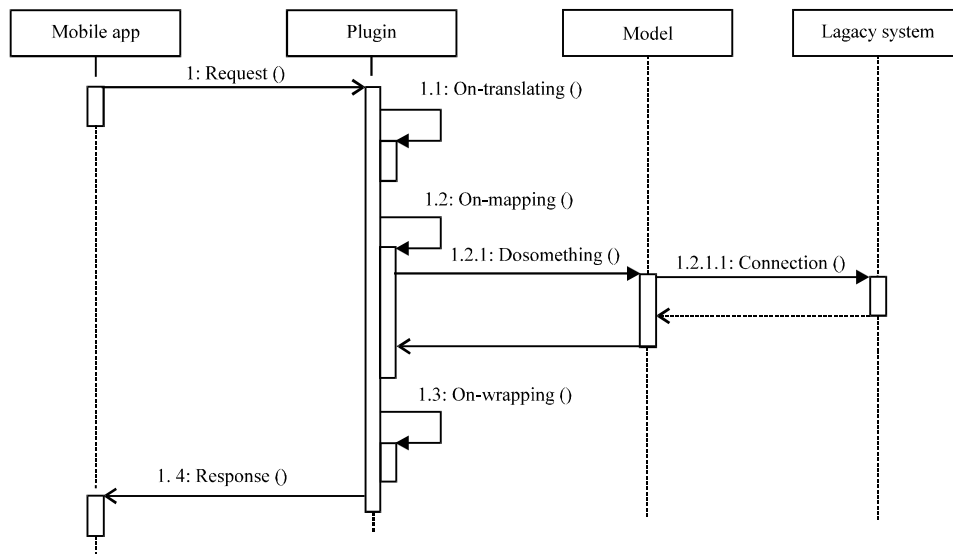 Mobile app
Plugin
Model
Lagacy system
1: Request ()
1.1: On-translating ()
1.2: On-mapping ()
1.2.1: Dosomething ()
1.2.1.1: Connection ()
1.3: On-wrapping ()
1. 4: Response ()